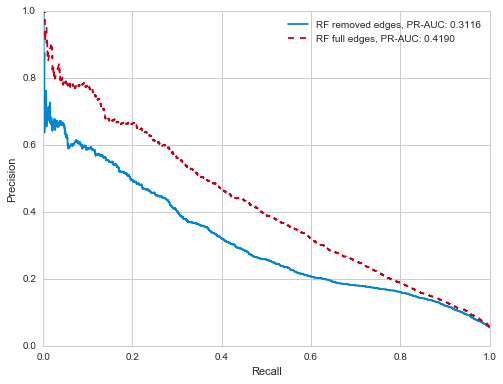 1.0
0.8
0.6
0.4
0.2
0.0
Precision
RF removed edges, PR-AUC: 0.3116
RF full edges, PR-AUC: 0.4190
0.0 0.2 0.4 0.6 0.8 1.0
Recall